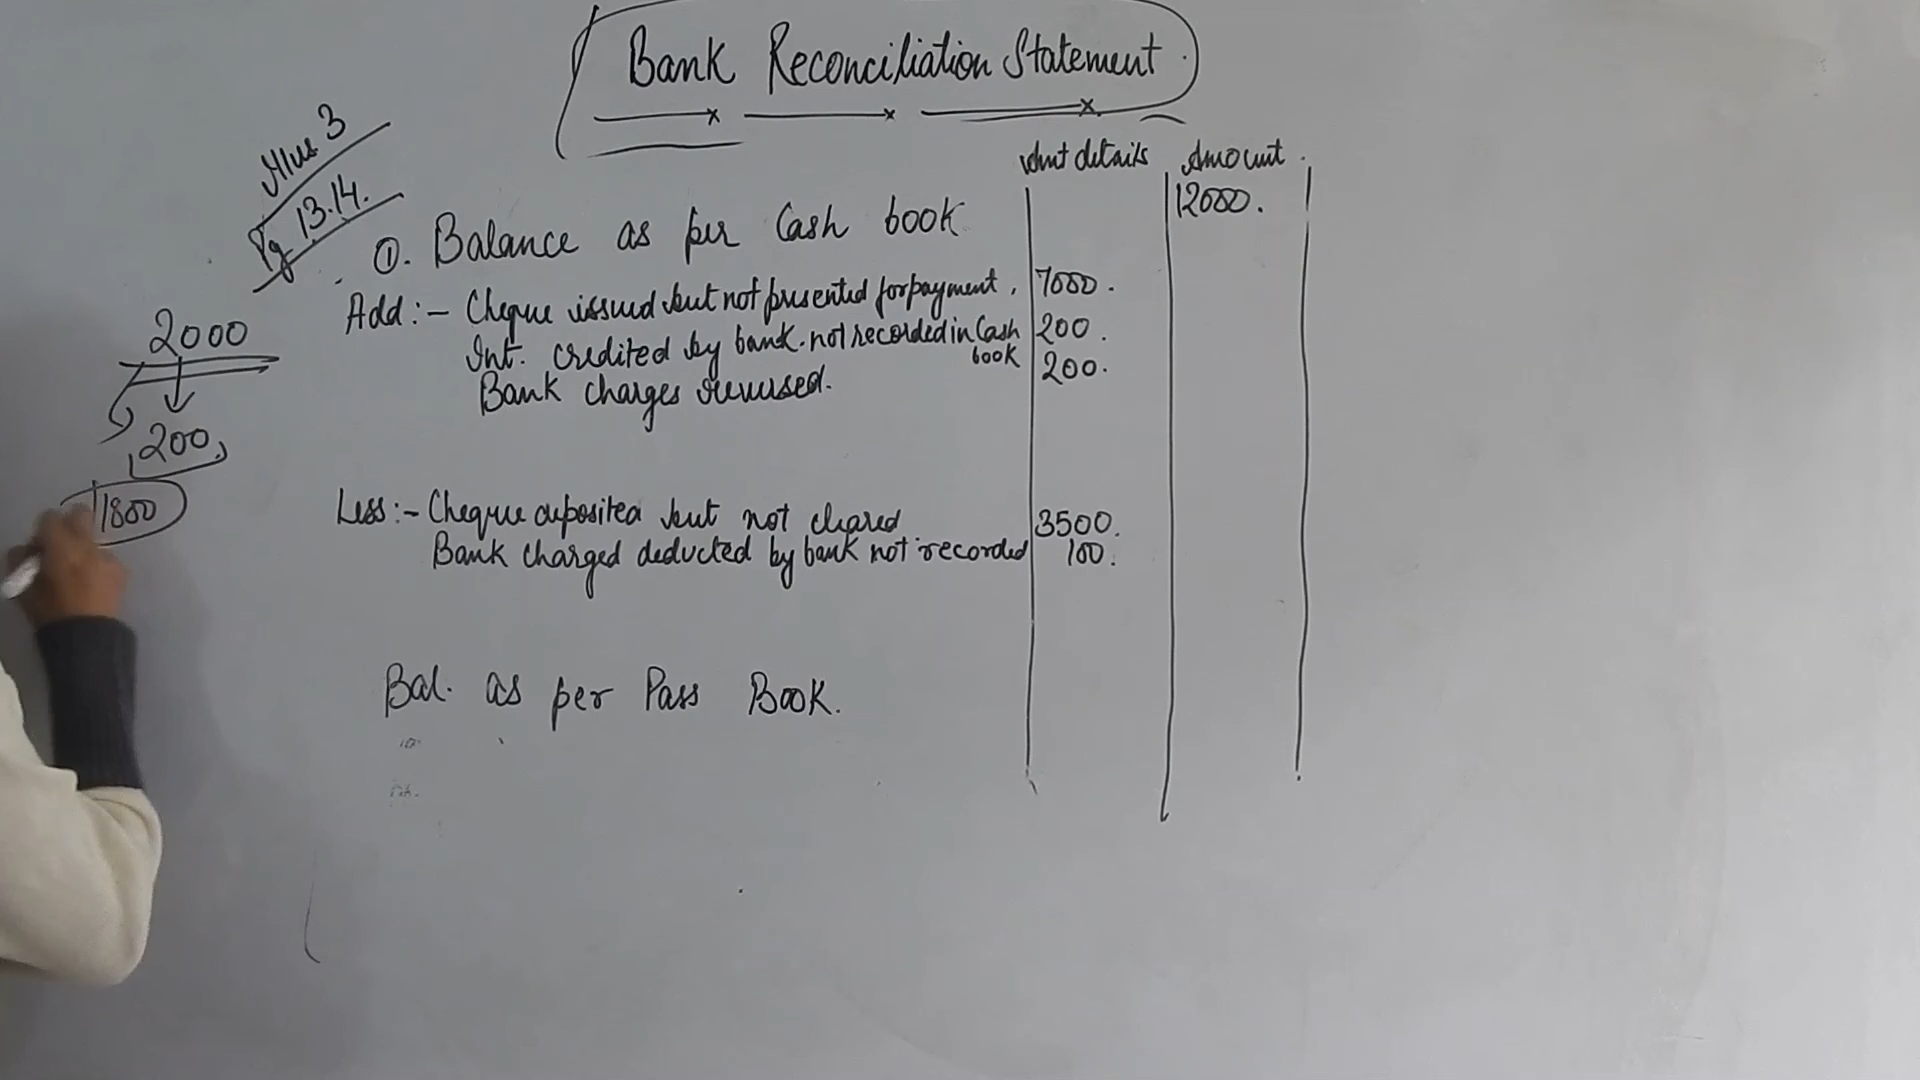 Bank Reconciliation Statement
Illus 3
Pg 13.14.
Amt details Amount
①. Balance as per Cash book 12000.
Add:- Cheque issued but not presented for payment. 7000.
Int. credited by bank. not recorded in Cash book 200.
Bank charges reversed. 200.
Less:- Cheque deposited but not cleared 3500.
Bank charged deducted by bank not recorded 100.
Bal. as per Pass Book.
2000
200
1800